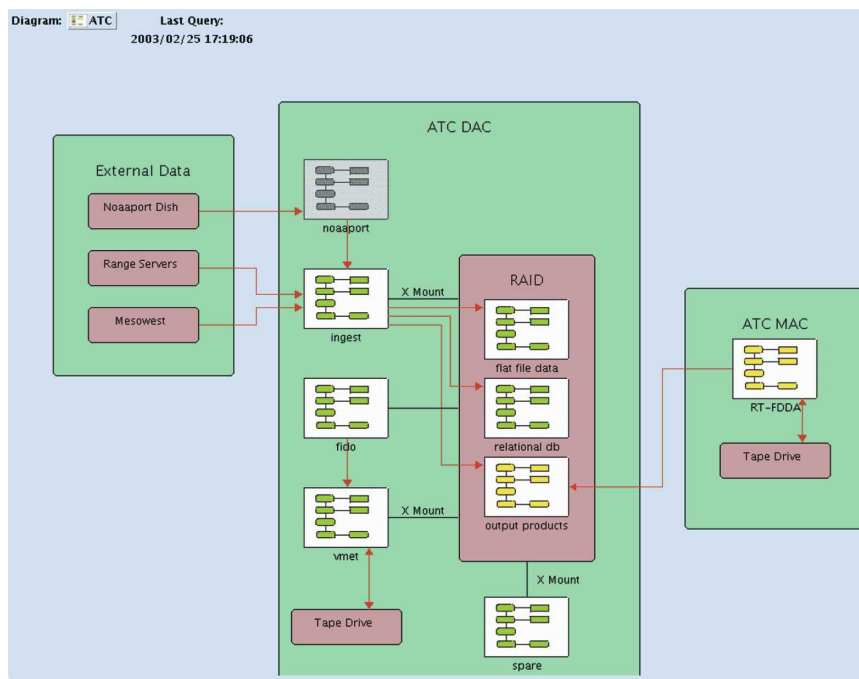 Diagram: ATC Last Query:
2003/02/25 17:19:06
External Data
Noaaport Dish
Range Servers
Mesowest
ATC DAC
noaaport
ingest
fido
vmet
Tape Drive
X Mount
X Mount
RAID
flat file data
relational db
output products
X Mount
spare
ATC MAC
RT-FDDA
Tape Drive